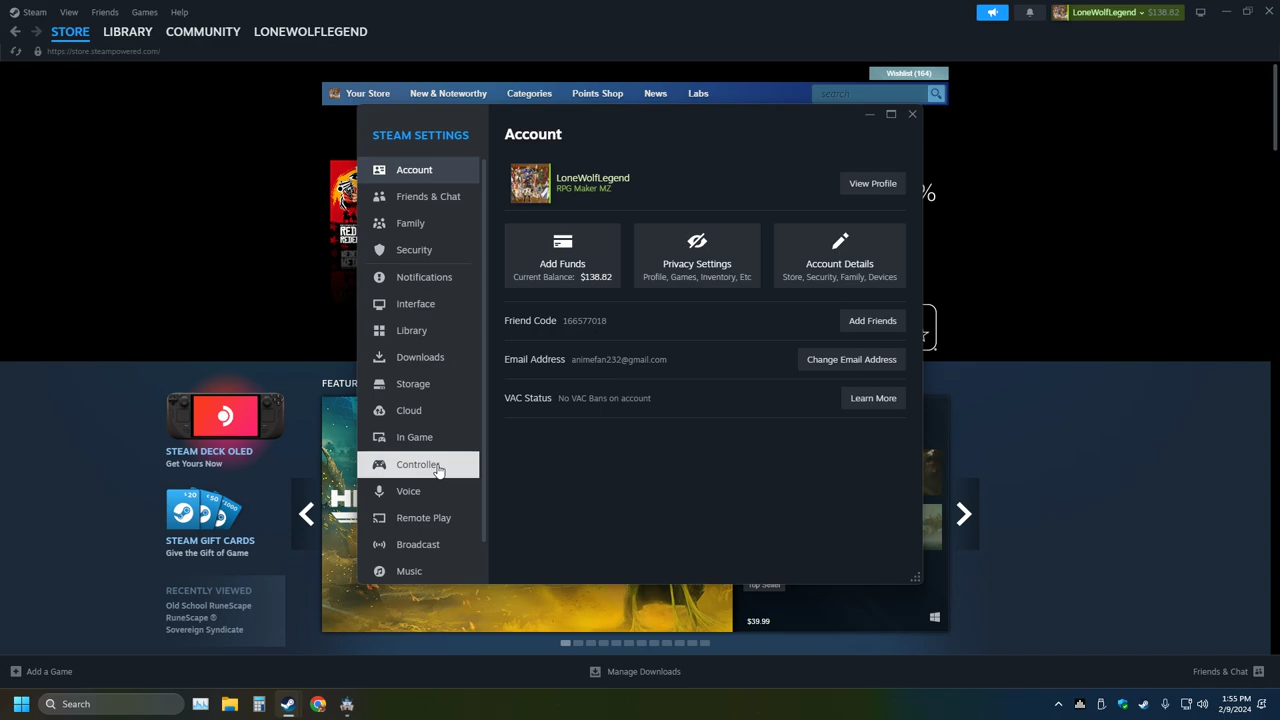 Steam View Friends Games Help
LoneWolfLegend $138.82
STORE LIBRARY COMMUNITY LONEWOLFLEGEND
https://store.steampowered.com/
Wishlist (164)
Your Store New & Noteworthy Categories Points Shop News Labs search
STEAM SETTINGS
Account
Friends & Chat
Family
Security
Notifications
Interface
Library
Downloads
Storage
Cloud
In Game
Controller
Voice
Remote Play
Broadcast
Music
Account
LoneWolfLegend
RPG Maker MZ
View Profile
Add Funds
Current Balance: $138.82
Privacy Settings
Profile, Games, Inventory, Etc
Account Details
Store, Security, Family, Devices
Friend Code 166577018 Add Friends
Email Address animefan232@gmail.com Change Email Address
VAC Status No VAC Bans on account Learn More
%
RED
FEATU
STEAM DECK OLED
Get Yours Now
STEAM GIFT CARDS
Give the Gift of Game
RECENTLY VIEWED
Old School RuneScape
RuneScape ®
Sovereign Syndicate
Top Seller
$39.99
Add a Game Manage Downloads Friends & Chat
Search
1:55 PM
2/9/2024